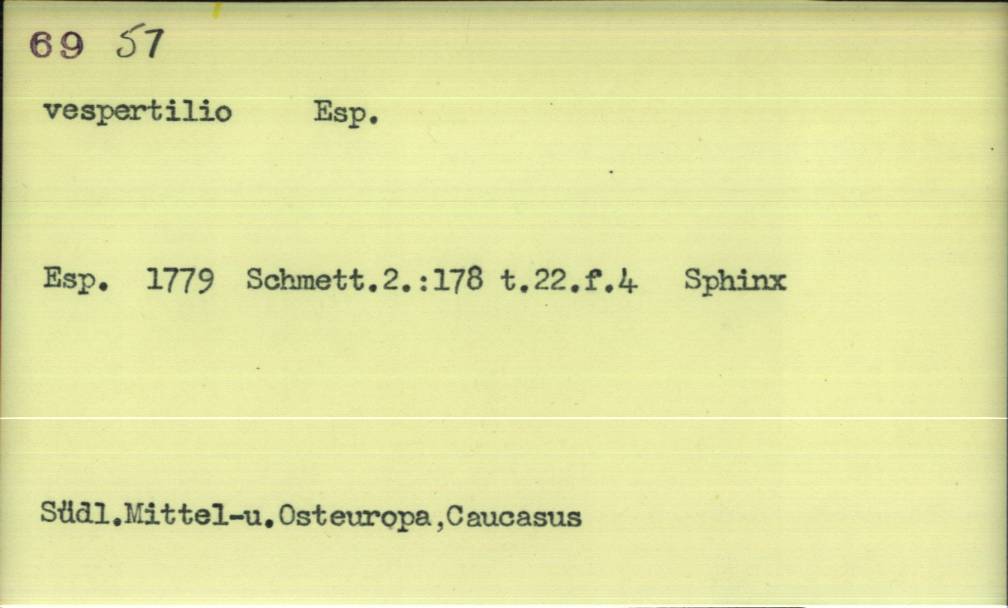 69 57
vespertilio Esp.
Esp. 1779 Schmett.2.:178 t.22.f.4 Sphinx
Südl.Mittel-u.Osteuropa,Caucasus